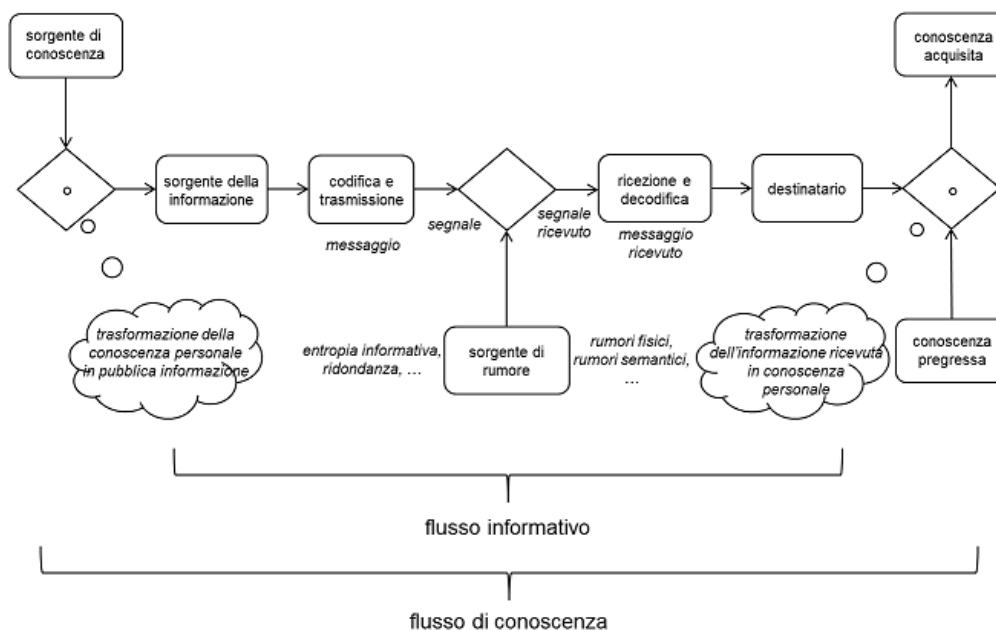 sorgente di
conoscenza
conoscenza
acquisita
sorgente della
informazione
codifica e
trasmissione
ricezione e
decodifica
destinatario
messaggio
segnale
segnale
ricevuto
messaggio
ricevuto
trasformazione della
conoscenza personale
in pubblica informazione
entropia informativa,
ridondanza, ...
sorgente di
rumore
rumori fisici,
rumori semantici,
...
trasformazione
dell'informazione ricevuta
in conoscenza
personale
conoscenza
pregressa
flusso informativo
flusso di conoscenza